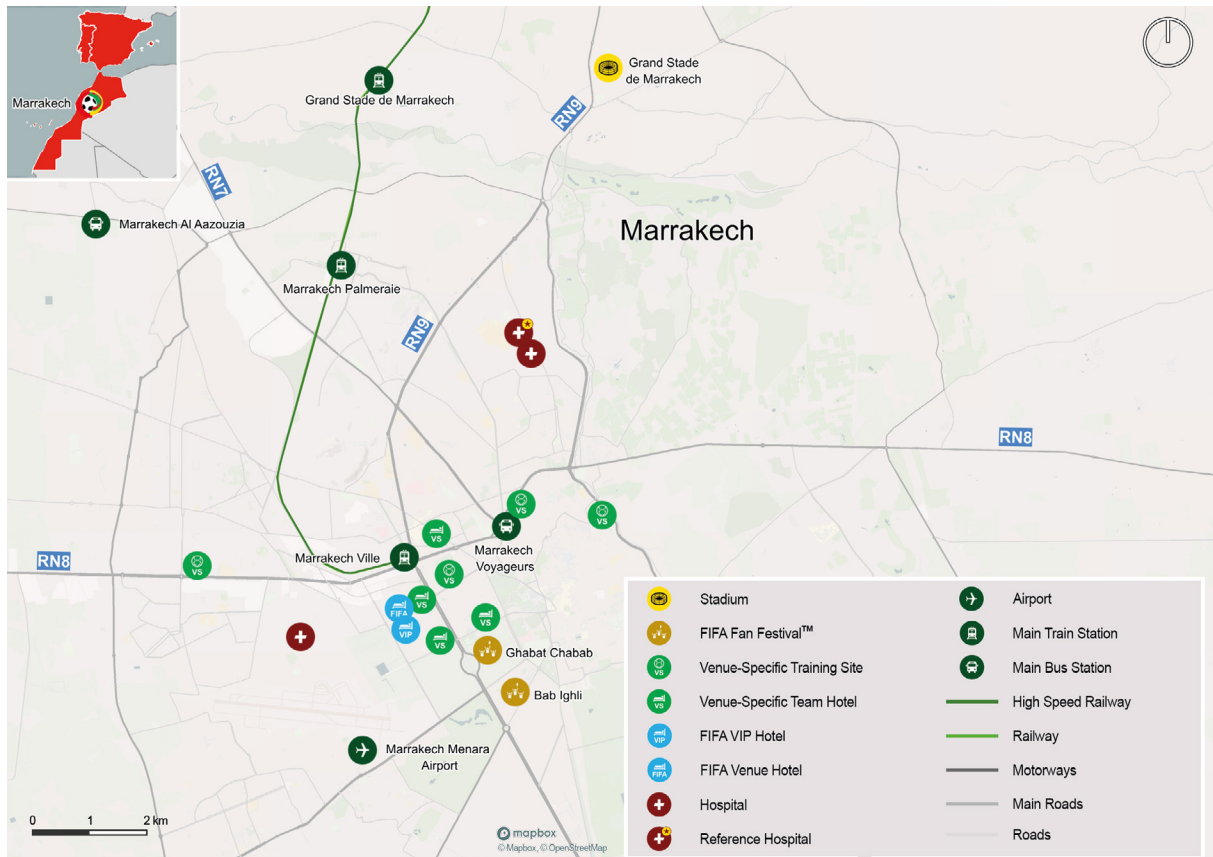 Marrakech
Grand Stade
de Marrakech
Grand Stade de Marrakech
RN9
RN7
Marrakech Al Aazouzia
Marrakech
Marrakech Palmeraie
RN9
RN8
VS
VS
VS
Marrakech Ville
Marrakech
Voyageurs
RN8
VS
VS
VS
FIFA
VS
VIP
VS
Ghabat Chabab
Bab Ighli
Marrakech Menara
Airport
0 1 2 km
mapbox
© Mapbox, © OpenStreetMap
Stadium
FIFA Fan Festival™
VS Venue-Specific Training Site
VS Venue-Specific Team Hotel
VIP FIFA VIP Hotel
FIFA FIFA Venue Hotel
Hospital
Reference Hospital
Airport
Main Train Station
Main Bus Station
High Speed Railway
Railway
Motorways
Main Roads
Roads